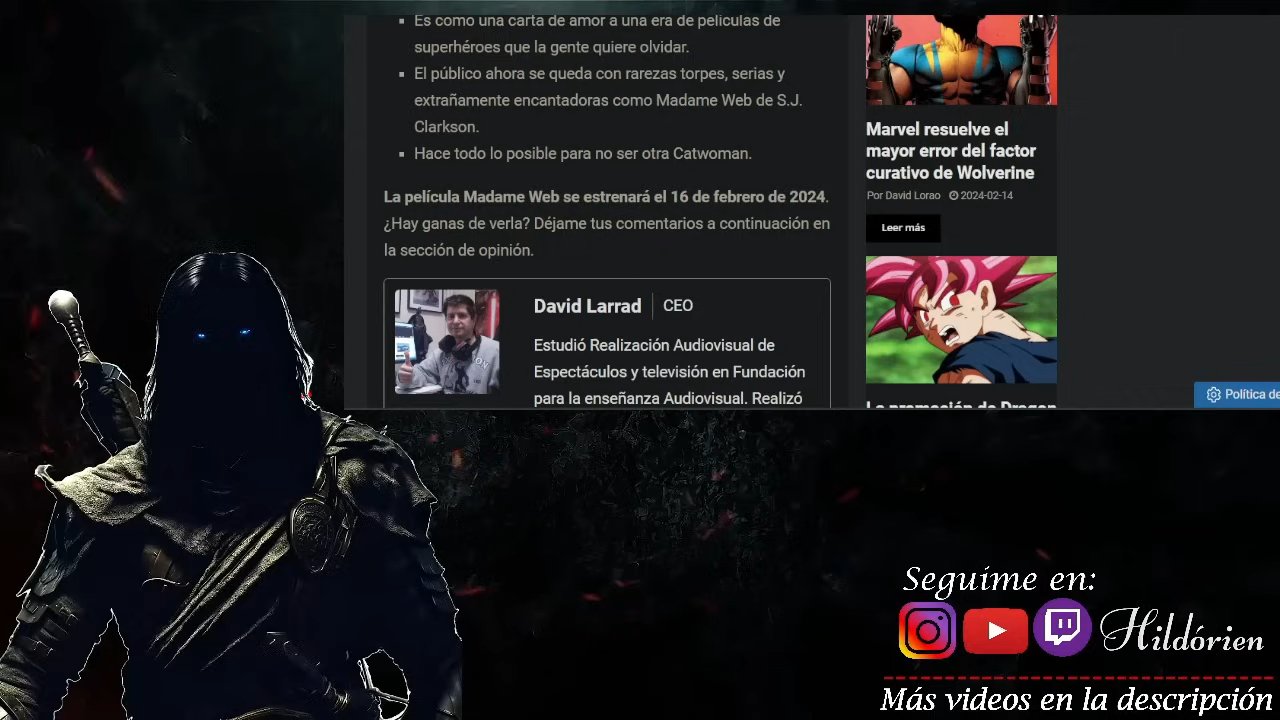 Es como una carta de amor a una era de películas de
superhéroes que la gente quiere olvidar.
El público ahora se queda con rarezas torpes, serias y
extrañamente encantadoras como Madame Web de S.J.
Clarkson.
Hace todo lo posible para no ser otra Catwoman.
La película Madame Web se estrenará el 16 de febrero de 2024.
¿Hay ganas de verla? Déjame tus comentarios a continuación en
la sección de opinión.
David Larrad
CEO
Estudió Realización Audiovisual de
Espectáculos y televisión en Fundación
para la enseñanza Audiovisual. Realizó
Marvel resuelve el
mayor error del factor
curativo de Wolverine
Por David Lorao 2024-02-14
Leer más
La promoción de Dragon
Política de
Seguíme en:
Hildórien
Más videos en la descripción